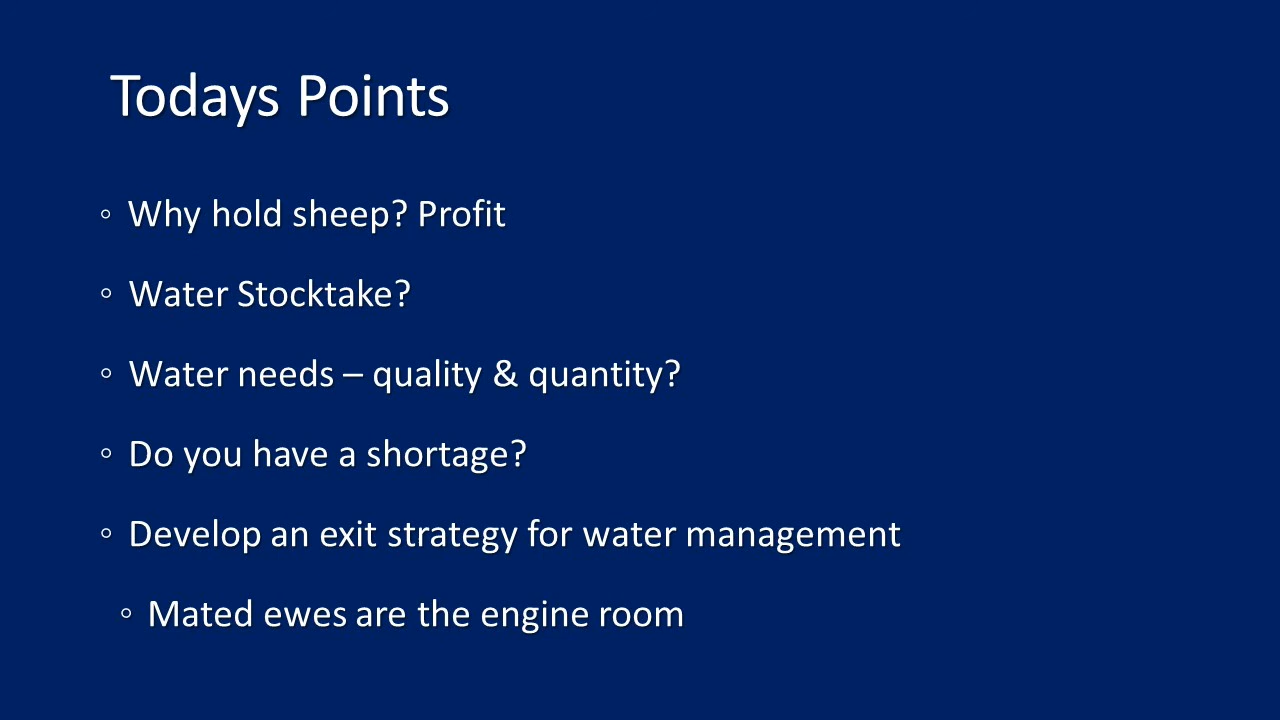 Todays Points
◦ Why hold sheep? Profit
◦ Water Stocktake?
◦ Water needs – quality & quantity?
◦ Do you have a shortage?
◦ Develop an exit strategy for water management
◦ Mated ewes are the engine room